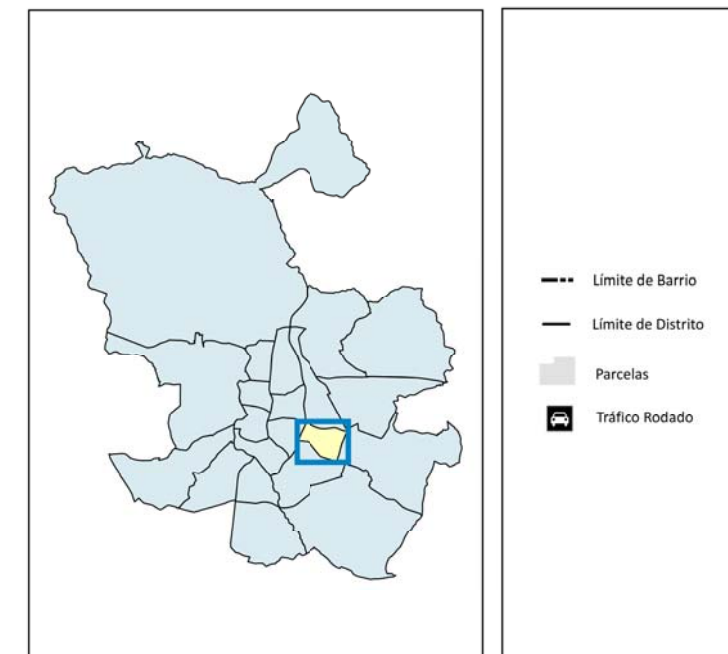 Límite de Barrio
Límite de Distrito
Parcelas
Tráfico Rodado